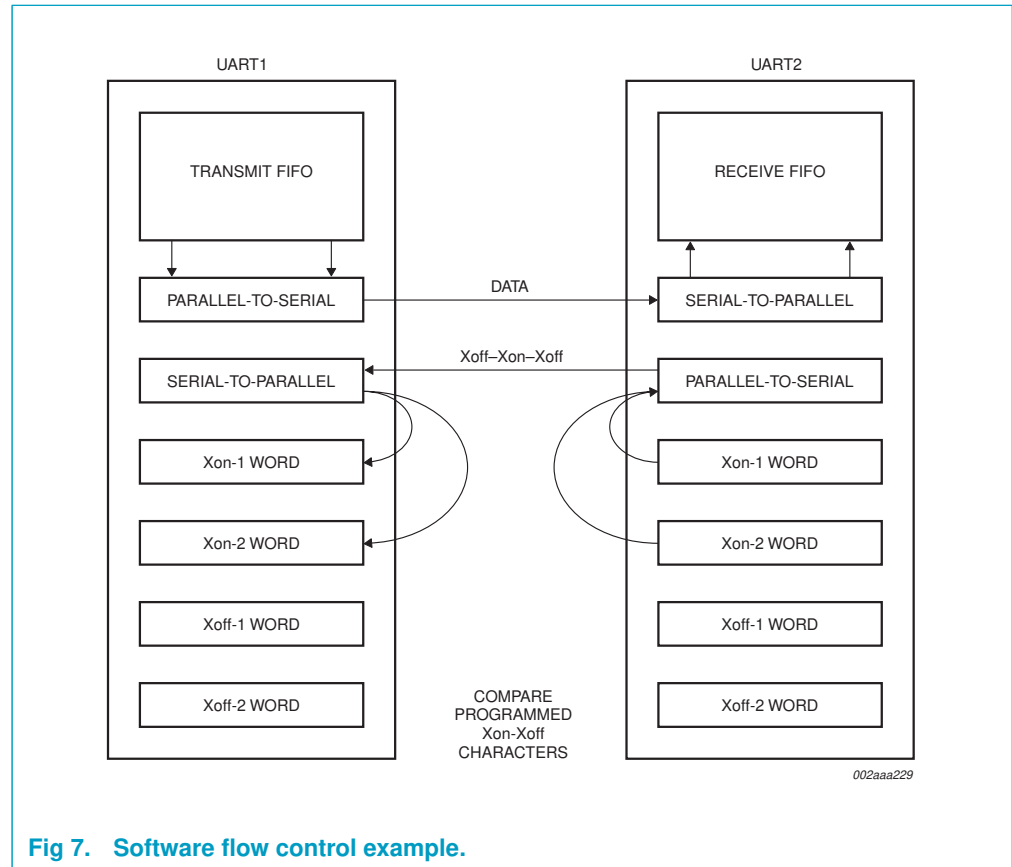 UART1
UART2
TRANSMIT FIFO
RECEIVE FIFO
PARALLEL-TO-SERIAL
DATA
SERIAL-TO-PARALLEL
SERIAL-TO-PARALLEL
Xoff–Xon–Xoff
PARALLEL-TO-SERIAL
Xon-1 WORD
Xon-1 WORD
Xon-2 WORD
Xon-2 WORD
Xoff-1 WORD
Xoff-1 WORD
Xoff-2 WORD
Xoff-2 WORD
COMPARE
PROGRAMMED
Xon-Xoff
CHARACTERS
002aaa229
Fig 7. Software flow control example.